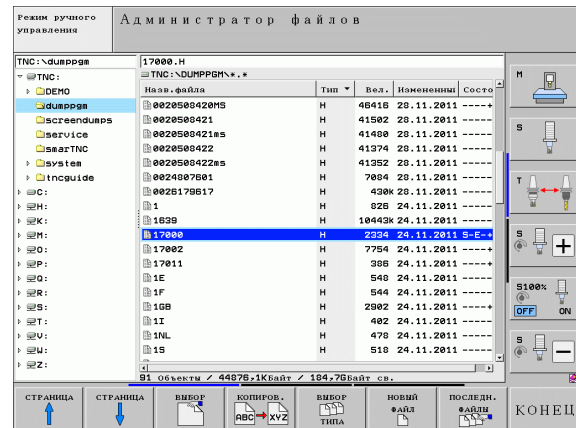 Режим ручного
управления
Администратор файлов
TNC:\dumppgm
17000.H
TNC:
DEMO
dumppgm
screendumps
service
smarTNC
system
tncguide
C:
H:
K:
M:
O:
P:
Q:
R:
S:
T:
V:
W:
Z:
TNC:\DUMPPGM\*.*
Назв.файла Тип Вел. Измененны Состо
0020508420MS H 46416 28.11.2011 ----+
0020508421 H 41502 28.11.2011 ----
0020508421ms H 41480 28.11.2011 ----
0020508422 H 41374 28.11.2011 ----
0020508422ms H 41352 28.11.2011 ----
0024807601 H 7084 28.11.2011 ----
0026179617 H 430k 28.11.2011 ----
1 H 826 24.11.2011 ----
1639 H 10443k 24.11.2011 ----
17000 H 2334 24.11.2011 S-E-+
17002 H 7754 24.11.2011 ----+
17011 H 386 24.11.2011 ----+
1E H 548 24.11.2011 ----
1F H 544 24.11.2011 ----
1GB H 2902 24.11.2011 ----+
1I H 402 24.11.2011 ----
1NL H 478 24.11.2011 ----
1S H 518 24.11.2011 ----
91 Объекты / 44876,1КБайт / 184,7GБайт св.
M
S
T
S
S100%
OFF ON
S
СТРАНИЦА
СТРАНИЦА
ВЫБОР
КОПИРОВ.
ABC XYZ
ВЫБОР
ТИПА
НОВЫЙ
ФАЙЛ
ПОСЛЕДН.
ФАЙЛЫ
КОНЕЦ